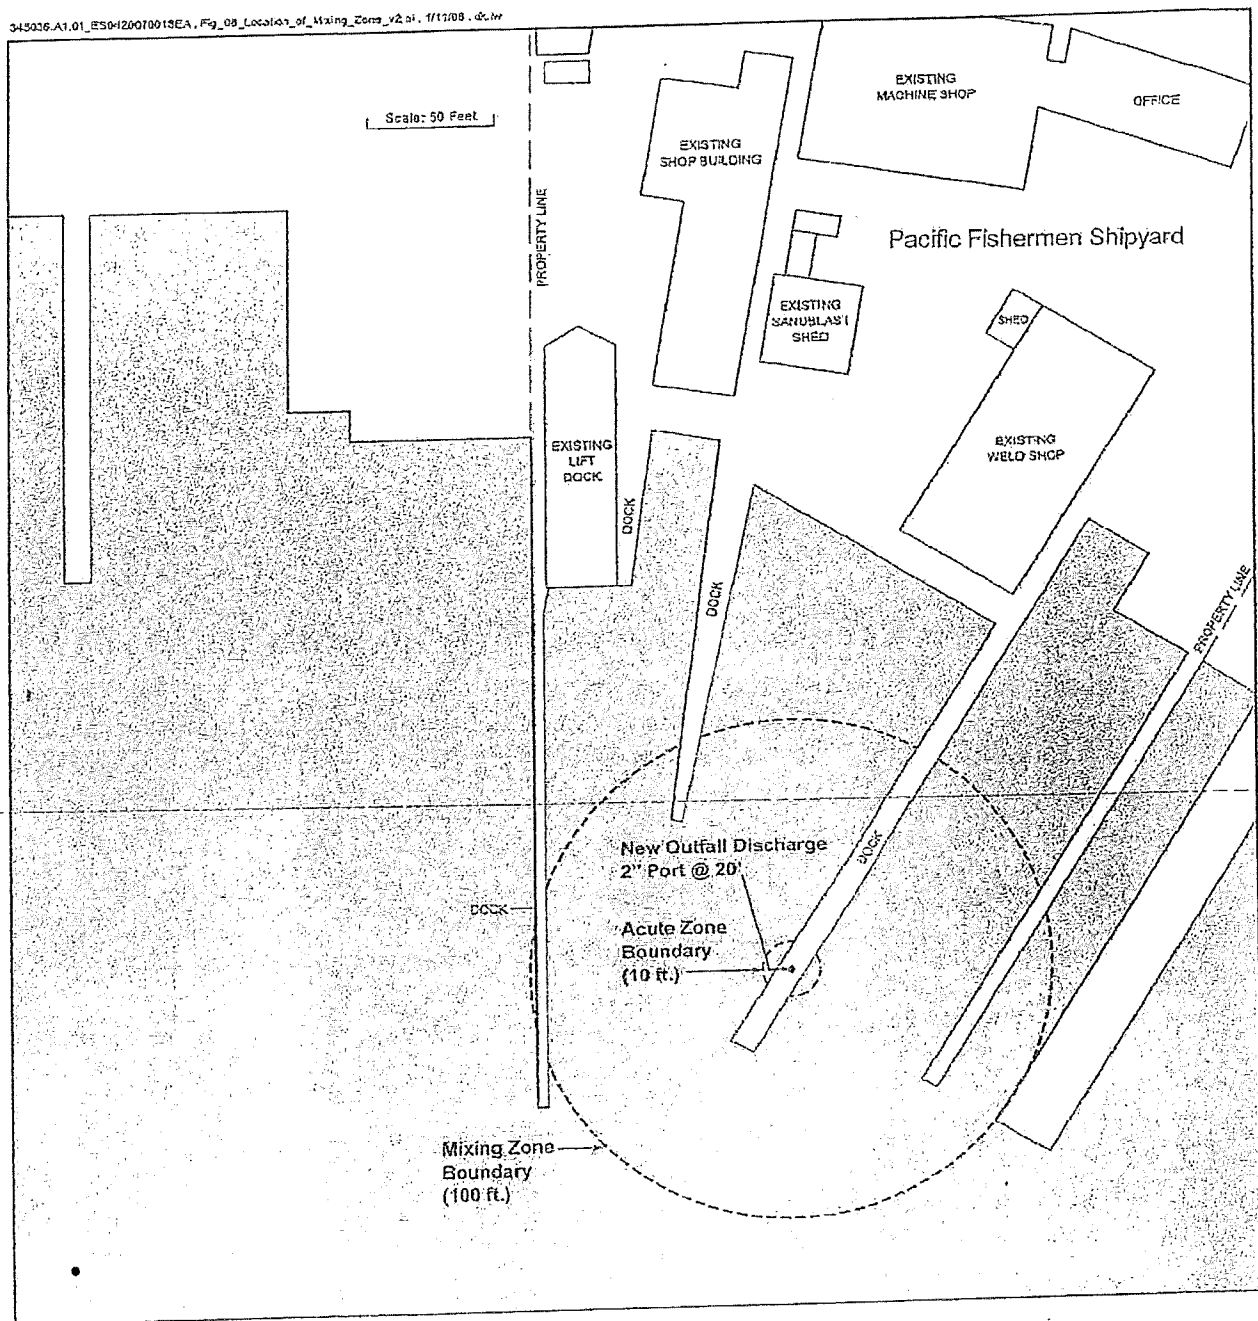 Fig_08_Location_of_Mixing_Zone_v2.ai
Scale: 50 Feet
EXISTING
MACHINE SHOP
OFFICE
EXISTING
SHOP BUILDING
PROPERTY LINE
Pacific Fishermen Shipyard
EXISTING
SANDBLAST
SHED
SHED
EXISTING
LIFT
DOCK
EXISTING
WELD SHOP
DOCK
DOCK
PROPERTY LINE
New Outfall Discharge
2" Port @ 20'
DOCK
DOCK
Acute Zone
Boundary
(10 ft.)
Mixing Zone
Boundary
(100 ft.)